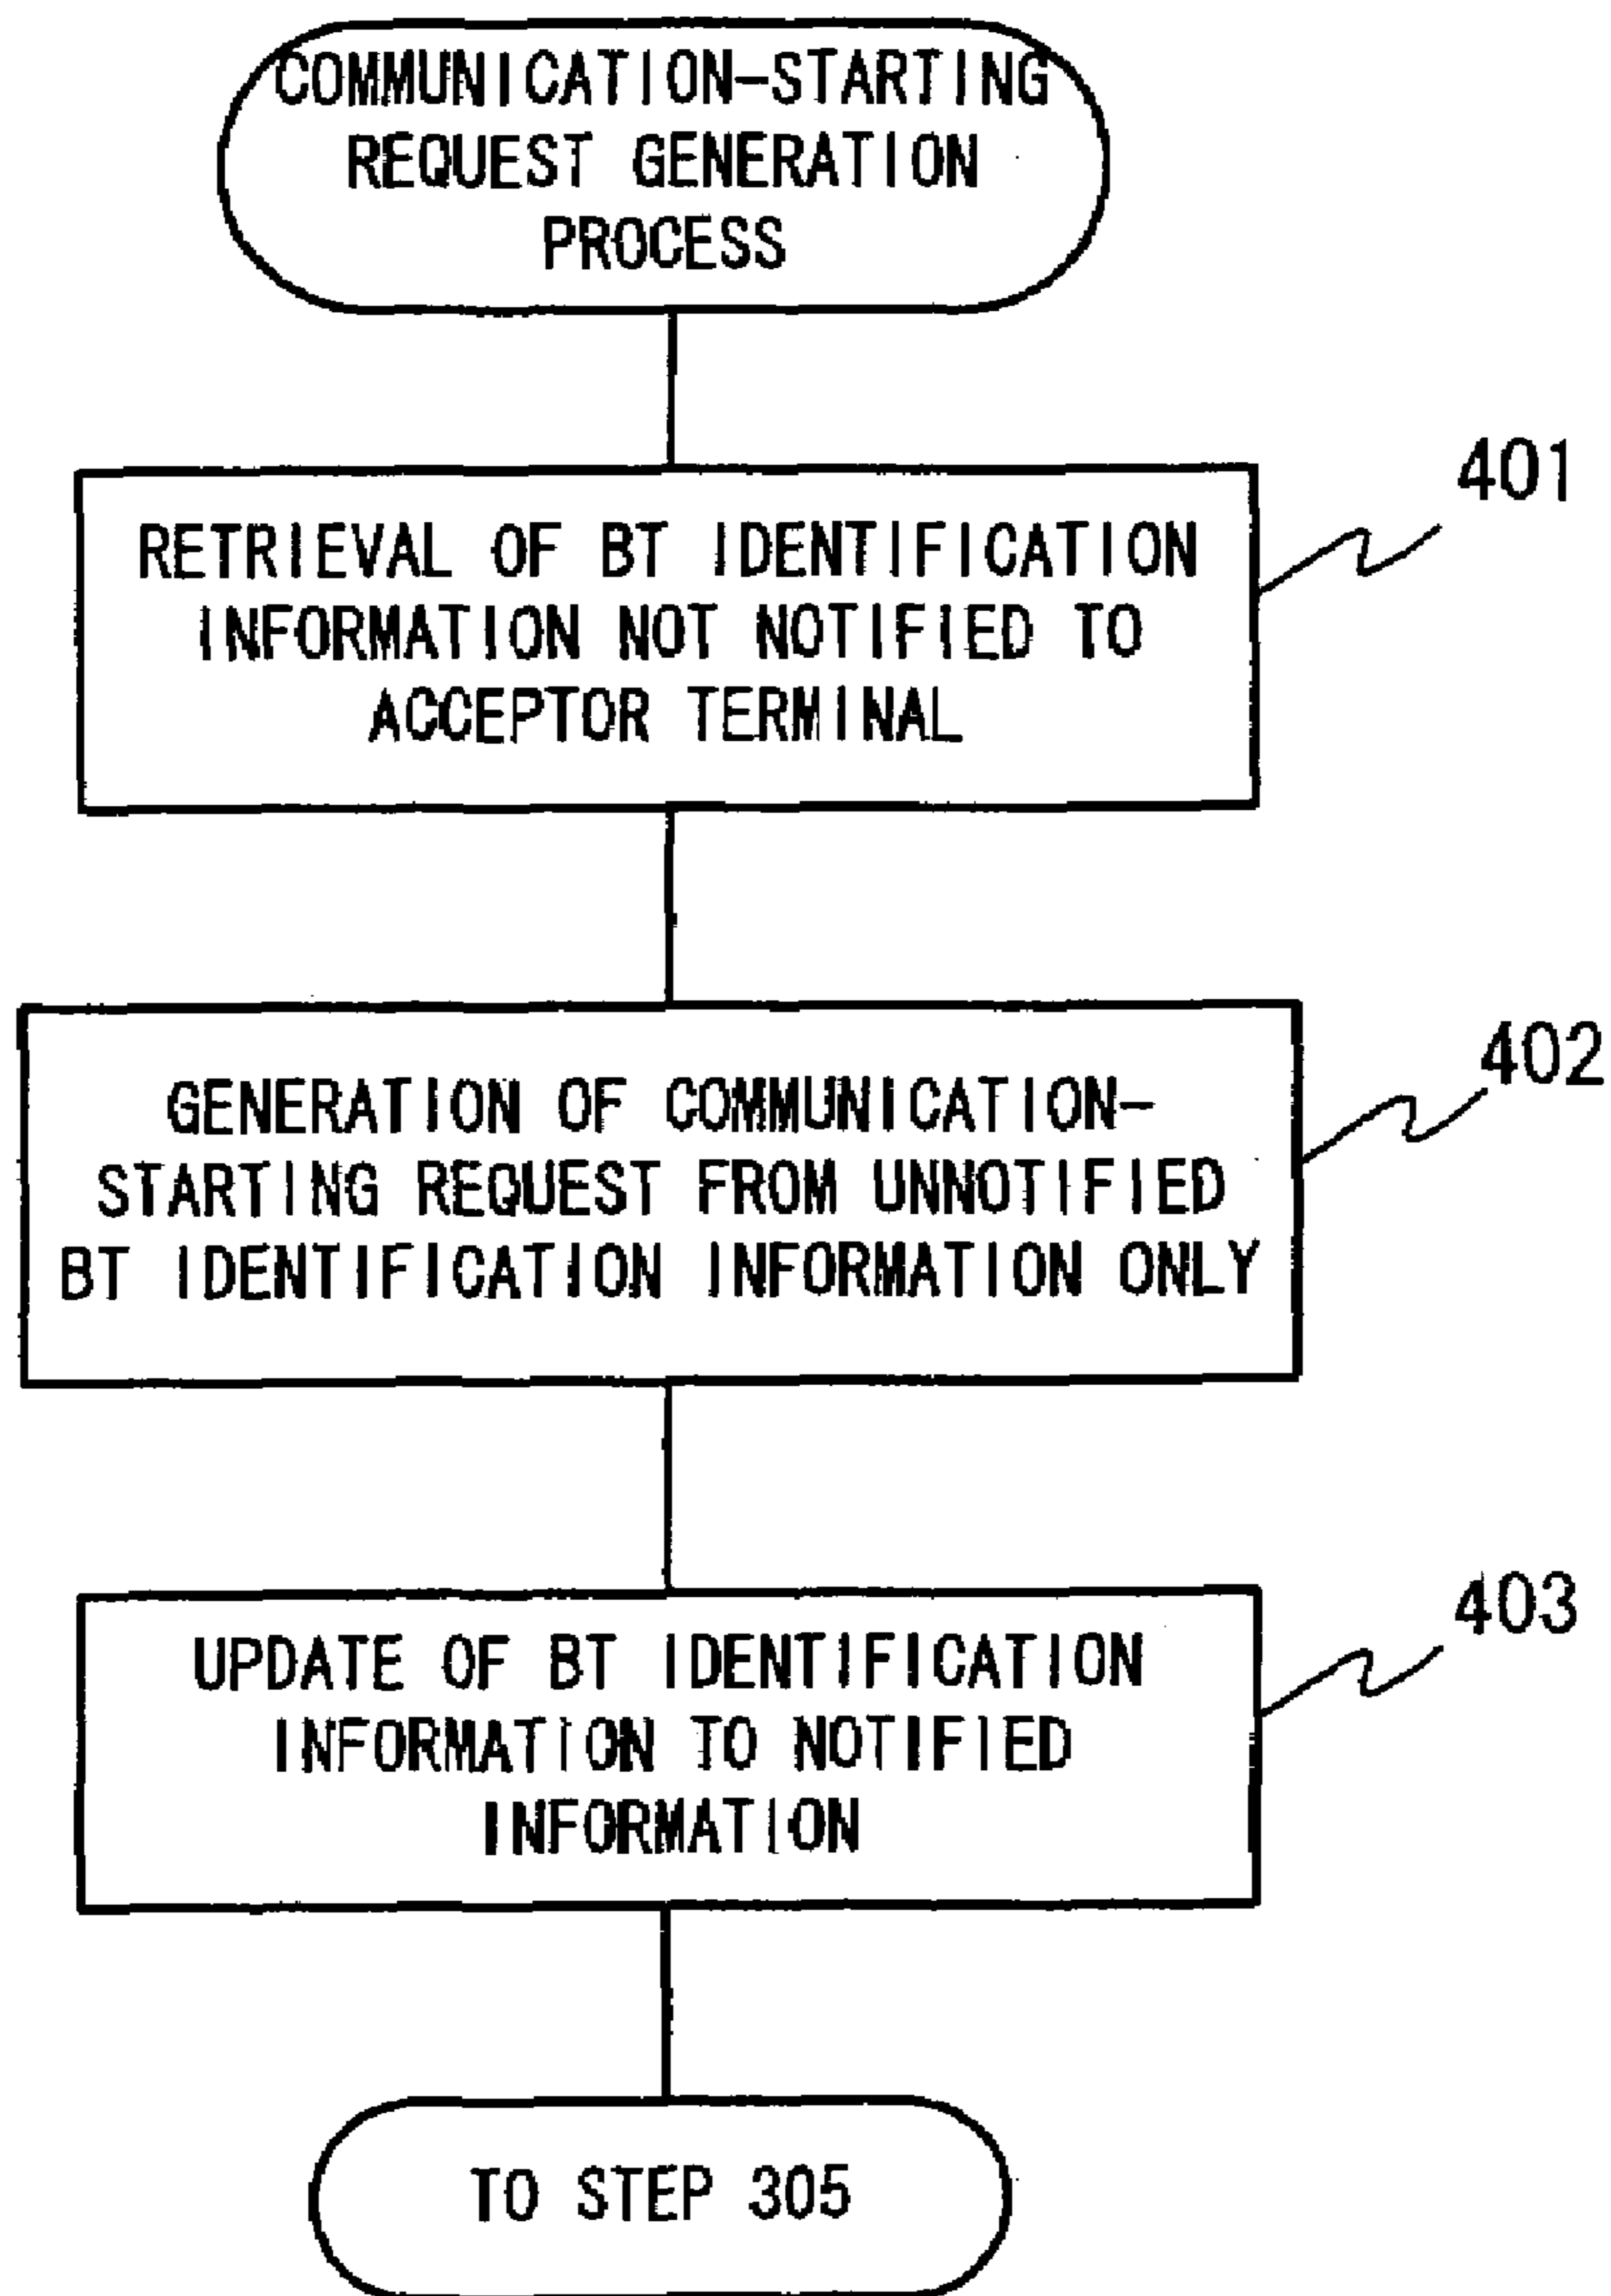 COMMUNICATION-STARTING
REQUEST GENERATION
PROCESS
401
RETRIEVAL OF BT IDENTIFICATION
INFORMATION NOT NOTIFIED TO
ACCEPTOR TERMINAL
402
GENERATION OF COMMUNICATION-
STARTING REQUEST FROM UNNOTIFIED
BT IDENTIFICATION INFORMATION ONLY
403
UPDATE OF BT IDENTIFICATION
INFORMATION TO NOTIFIED
INFORMATION
TO STEP 305